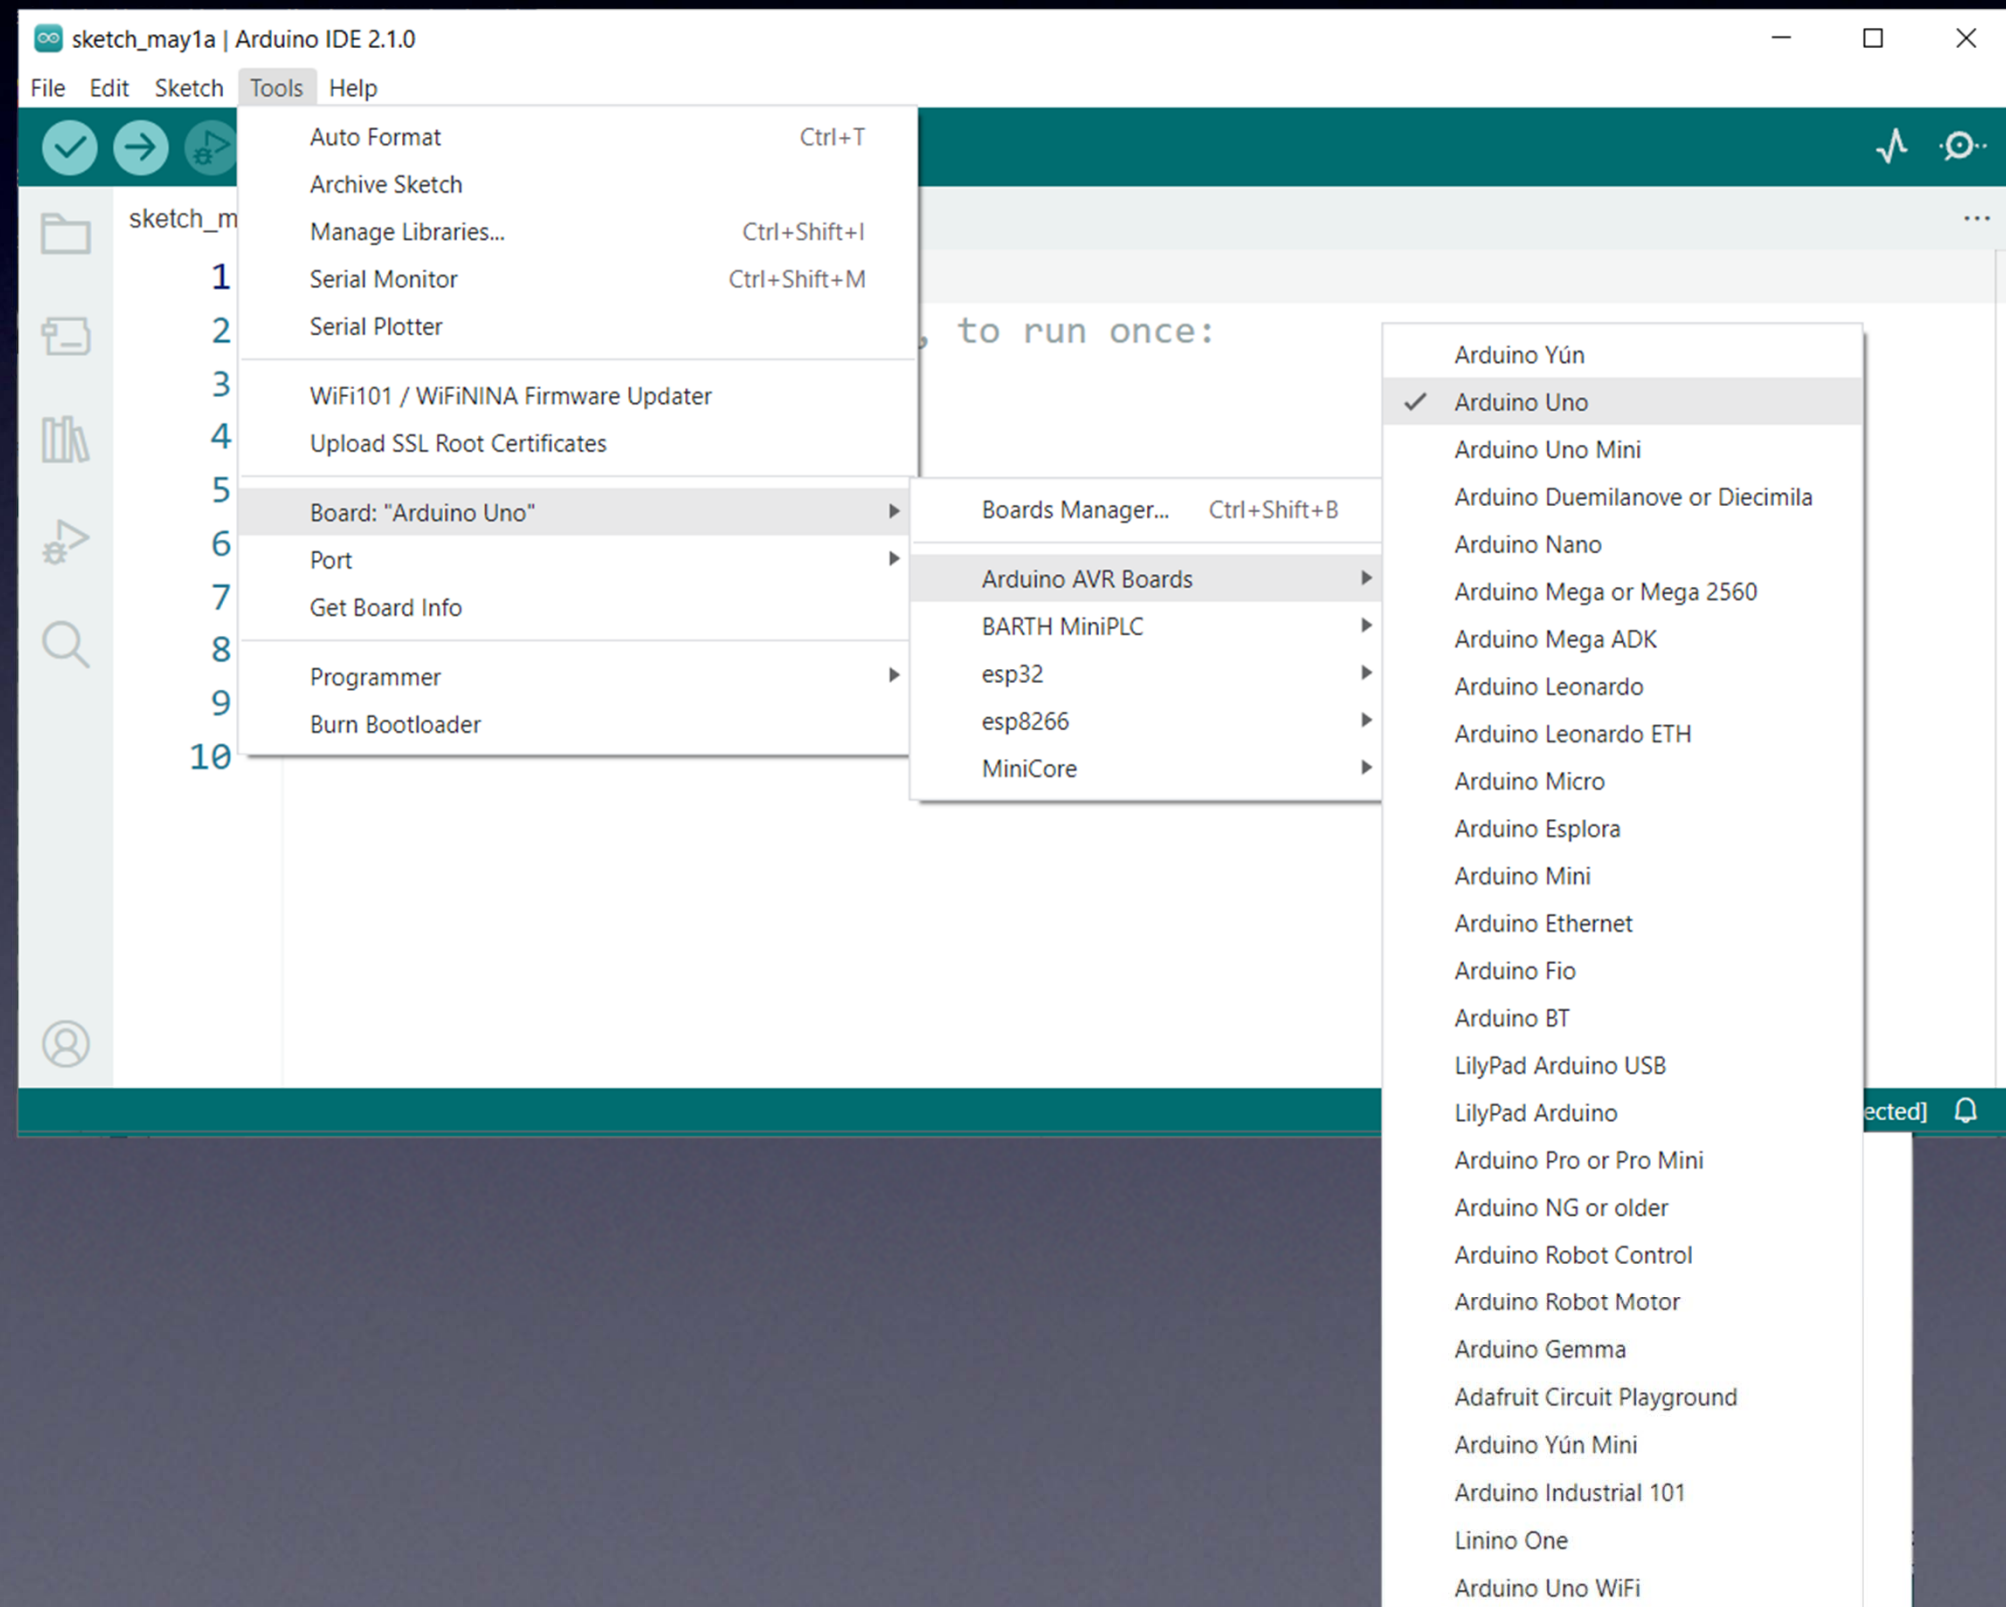 sketch_may1a | Arduino IDE 2.1.0
File Edit Sketch Tools Help
sketch_m
1
2
3
4
5
6
7
8
9
10
, to run once:
Auto Format Ctrl+T
Archive Sketch
Manage Libraries... Ctrl+Shift+I
Serial Monitor Ctrl+Shift+M
Serial Plotter
WiFi101 / WiFiNINA Firmware Updater
Upload SSL Root Certificates
Board: "Arduino Uno"
Port
Get Board Info
Programmer
Burn Bootloader
Boards Manager... Ctrl+Shift+B
Arduino AVR Boards
BARTH MiniPLC
esp32
esp8266
MiniCore
Arduino Yún
Arduino Uno
Arduino Uno Mini
Arduino Duemilanove or Diecimila
Arduino Nano
Arduino Mega or Mega 2560
Arduino Mega ADK
Arduino Leonardo
Arduino Leonardo ETH
Arduino Micro
Arduino Esplora
Arduino Mini
Arduino Ethernet
Arduino Fio
Arduino BT
LilyPad Arduino USB
LilyPad Arduino
Arduino Pro or Pro Mini
Arduino NG or older
Arduino Robot Control
Arduino Robot Motor
Arduino Gemma
Adafruit Circuit Playground
Arduino Yún Mini
Arduino Industrial 101
Linino One
Arduino Uno WiFi
ected]